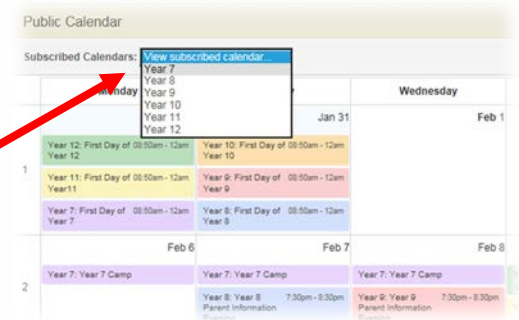 Public Calendar
Subscribed Calendars: View subscribed calendar...
Year 7
Year 8
Year 9
Year 10
Year 11
Year 12
Monday Wednesday
Jan 31 Feb 1
1
Year 12: First Day of 08:50am - 12am
Year 12
Year 10: First Day of 08:50am - 12am
Year 10
Year 11: First Day of 08:50am - 12am
Year11
Year 9: First Day of 08:50am - 12am
Year 9
Year 7: First Day of 08:50am - 12am
Year 7
Year 8: First Day of 08:50am - 12am
Year 8
2
Feb 6 Feb 7 Feb 8
Year 7: Year 7 Camp Year 7: Year 7 Camp Year 7: Year 7 Camp
Year 8: Year 8 7:30pm - 8:30pm
Parent Information
Evening
Year 9: Year 9 7:30pm - 8:30pm
Parent Information
Evening